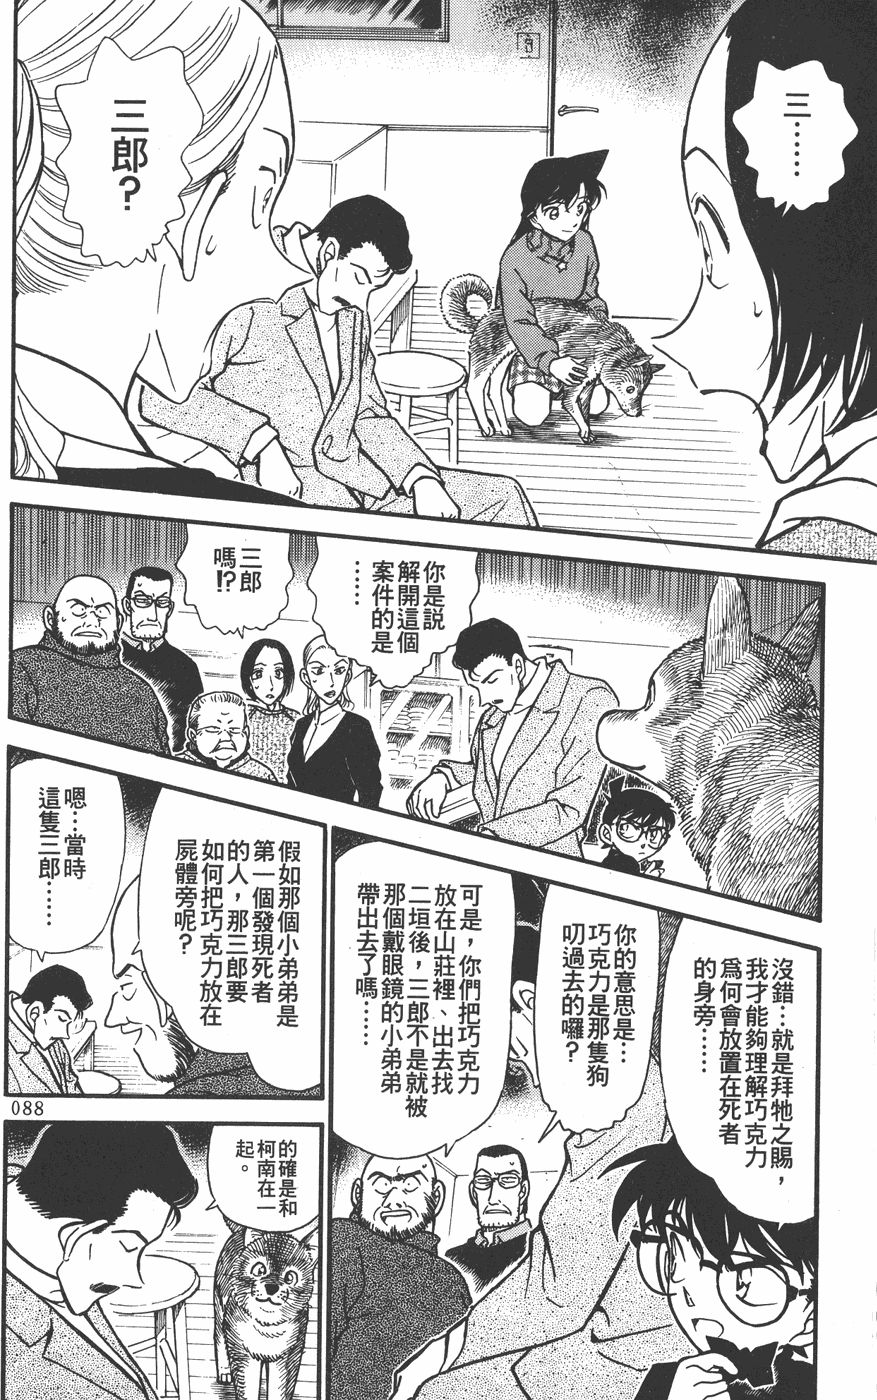 三……
三郎？
你是説
解開這個
案件的是
……
三郎
嗎!?
沒錯…就是拜牠之賜，
我才能夠理解巧克力
爲何會放置在死者
的身旁……
你的意思是…
巧克力是那隻狗
叨過去的囉？
可是，你們把巧克力
放在山莊裡、出去找
二垣後，三郎不是就被
那個戴眼鏡的小弟弟
帶出去了嗎……
假如那個小弟弟是
第一個發現死者
的人，那三郎要
如何把巧克力放在
屍體旁呢？
嗯…當時
這隻三郎……
的確是和
柯南在一
起。
088